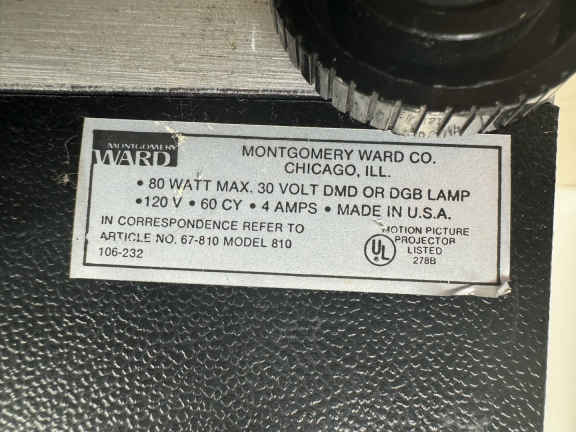 MONTGOMERY
WARD
MONTGOMERY WARD CO.
CHICAGO, ILL.
• 80 WATT MAX. 30 VOLT DMD OR DGB LAMP
• 120 V • 60 CY • 4 AMPS • MADE IN U.S.A.
IN CORRESPONDENCE REFER TO
ARTICLE NO. 67-810 MODEL 810
106-232
UL
MOTION PICTURE
PROJECTOR
LISTED
278B